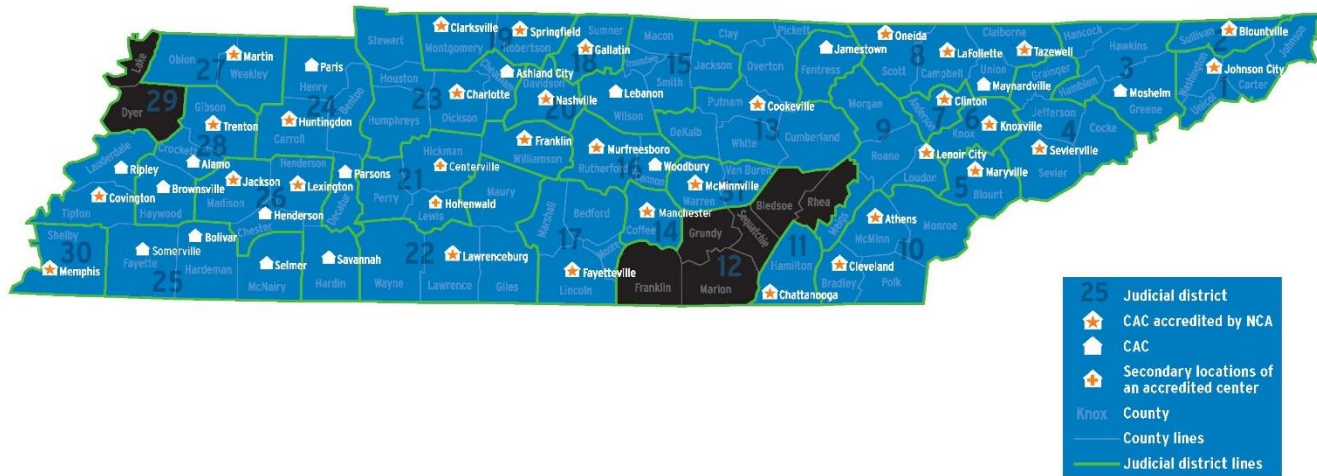 Clarksville
Springfield
Sumner
Macon
Clay
Pickett
Oneida
Claiborne
Hancock
Sullivan
2
Blountville
Stewart
Montgomery
19
Robertson
Gallatin
18
Trousdale
Jamestown
8
LaFollette
Tazewell
Hawkins
Johnson
Lake
Obion
Martin
27
Weakley
Paris
Henry
Ashland City
Davidson
Smith
15
Jackson
Overton
Fentress
Scott
Campbell
Union
Grainger
3
Johnson City
Washington
1
Carter
Houston
Cheatham
Maynardville
Hamblen
Mosheim
Greene
Unicoi
Dyer
29
Gibson
24
Benton
23
Charlotte
Dickson
Nashville
20
Lebanon
Wilson
Putnam
Cookeville
Morgan
Anderson
7
Clinton
6
Knox
Knoxville
Jefferson
4
Cocke
Trenton
28
Huntingdon
Carroll
Humphreys
Franklin
Williamson
DeKalb
13
White
Cumberland
9
Roane
Lenoir City
Sevierville
Sevier
Lauderdale
Crockett
Ripley
Alamo
Henderson
Hickman
Centerville
Murfreesboro
Rutherford
16
Cannon
Woodbury
Van Buren
Loudon
5
Maryville
Blount
Covington
Tipton
Brownsville
Haywood
Jackson
Madison
26
Lexington
Parsons
Decatur
21
Perry
Maury
McMinnville
Warren
31
Bledsoe
Rhea
Henderson
Chester
Hohenwald
Lewis
Marshall
Bedford
Manchester
Coffee
14
Grundy
Sequatchie
Meigs
Athens
McMinn
10
Monroe
Shelby
30
Memphis
Somerville
Fayette
25
Bolivar
Hardeman
Selmer
McNairy
Savannah
Hardin
Wayne
22
Lawrenceburg
Lawrence
Giles
17
Moore
Fayetteville
Lincoln
Franklin
12
Marion
11
Hamilton
Chattanooga
Cleveland
Bradley
Polk
25 Judicial district
CAC accredited by NCA
CAC
Secondary locations of
an accredited center
Knox County
County lines
Judicial district lines